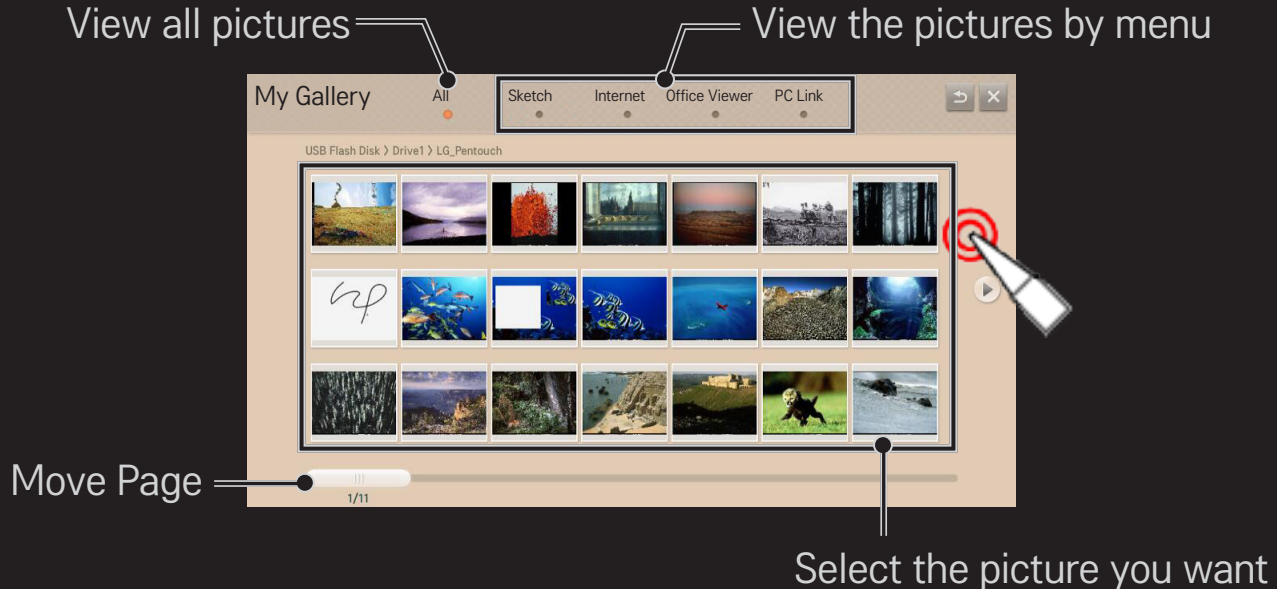 View all pictures
View the pictures by menu
My Gallery
All
Sketch
Internet
Office Viewer
PC Link
USB Flash Disk > Drive1 > LG_Pentouch
Move Page
1/11
Select the picture you want